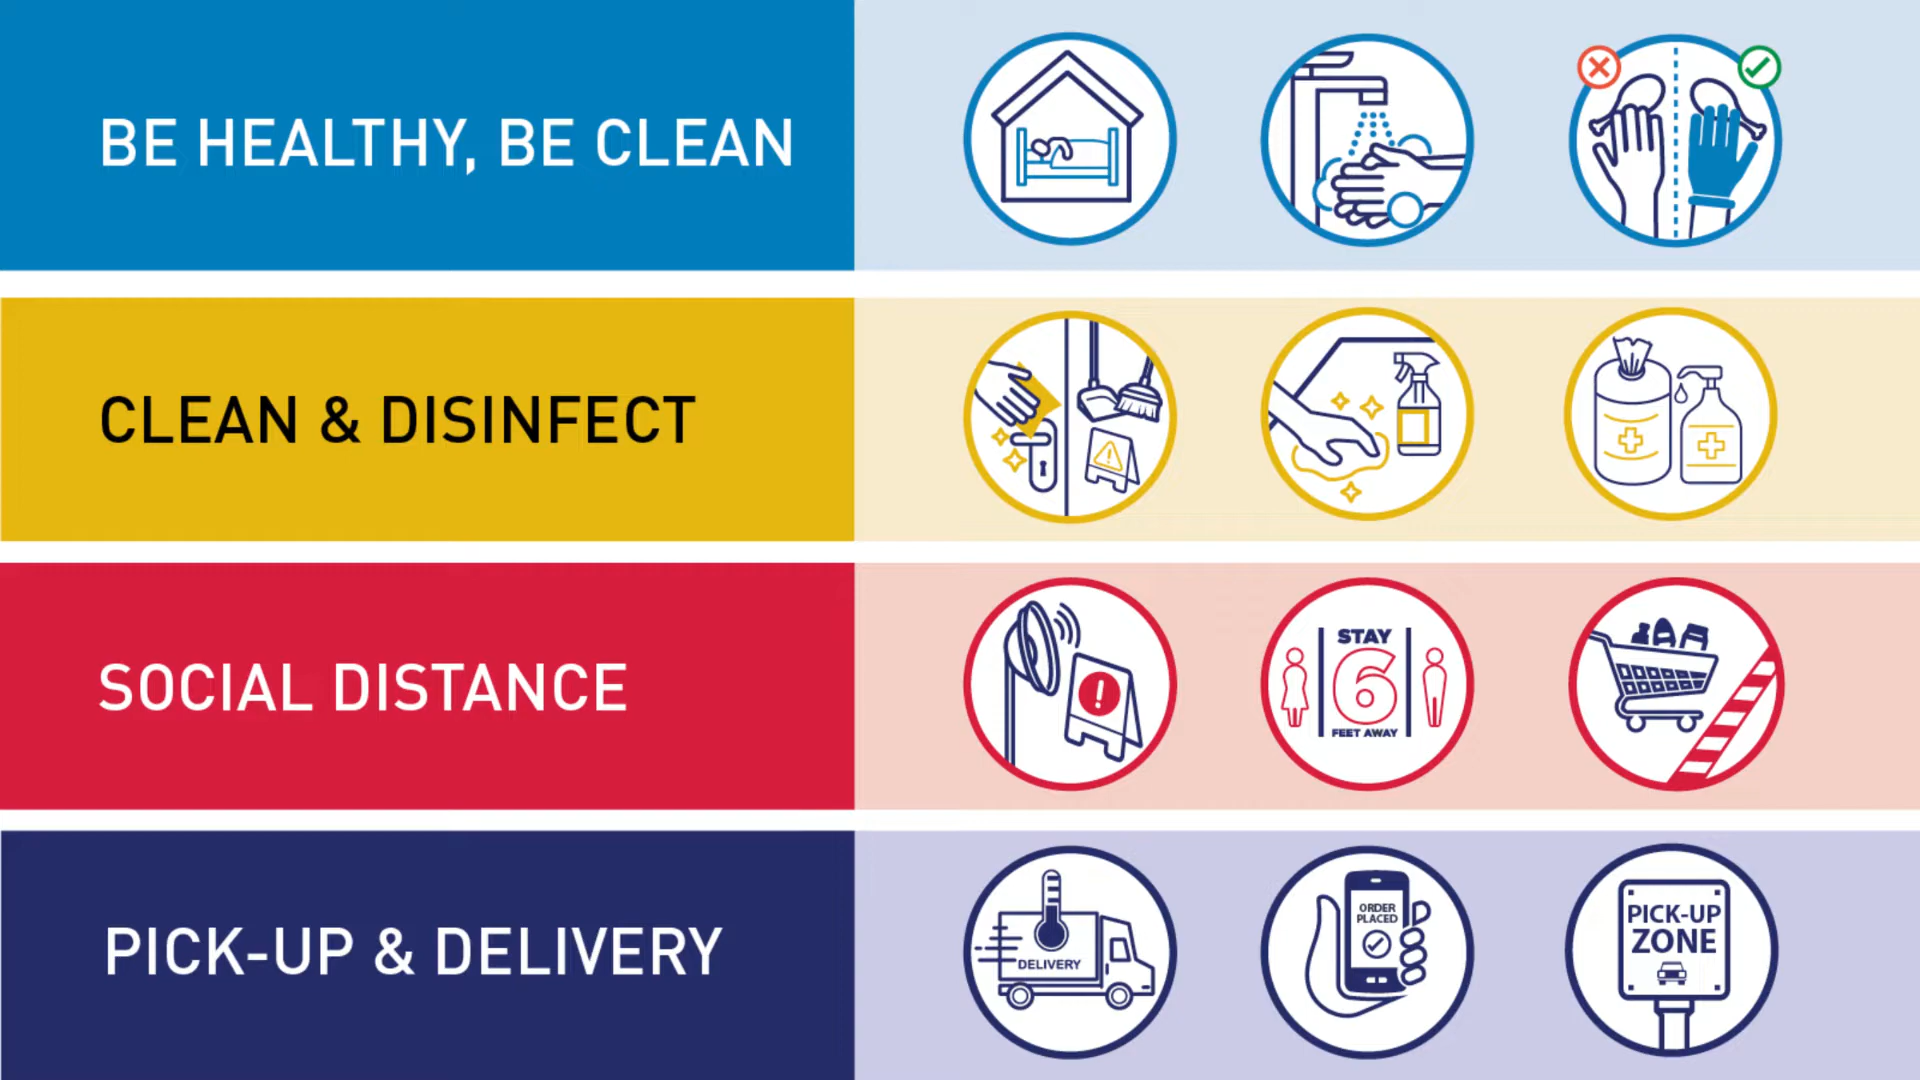 BE HEALTHY, BE CLEAN
CLEAN & DISINFECT
SOCIAL DISTANCE
STAY
6
FEET AWAY
PICK-UP & DELIVERY
DELIVERY
ORDER
PLACED
PICK-UP
ZONE